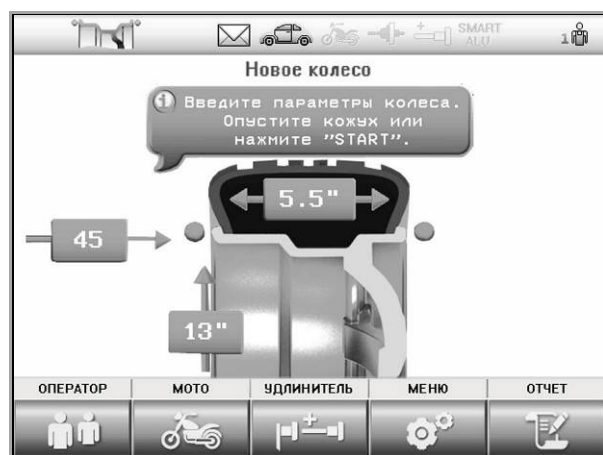 SMART
ALU
1
Новое колесо
Введите параметры колеса.
Опустите кожух или
нажмите "START".
5.5"
45
13"
ОПЕРАТОР МОТО УДЛИНИТЕЛЬ МЕНЮ ОТЧЕТ